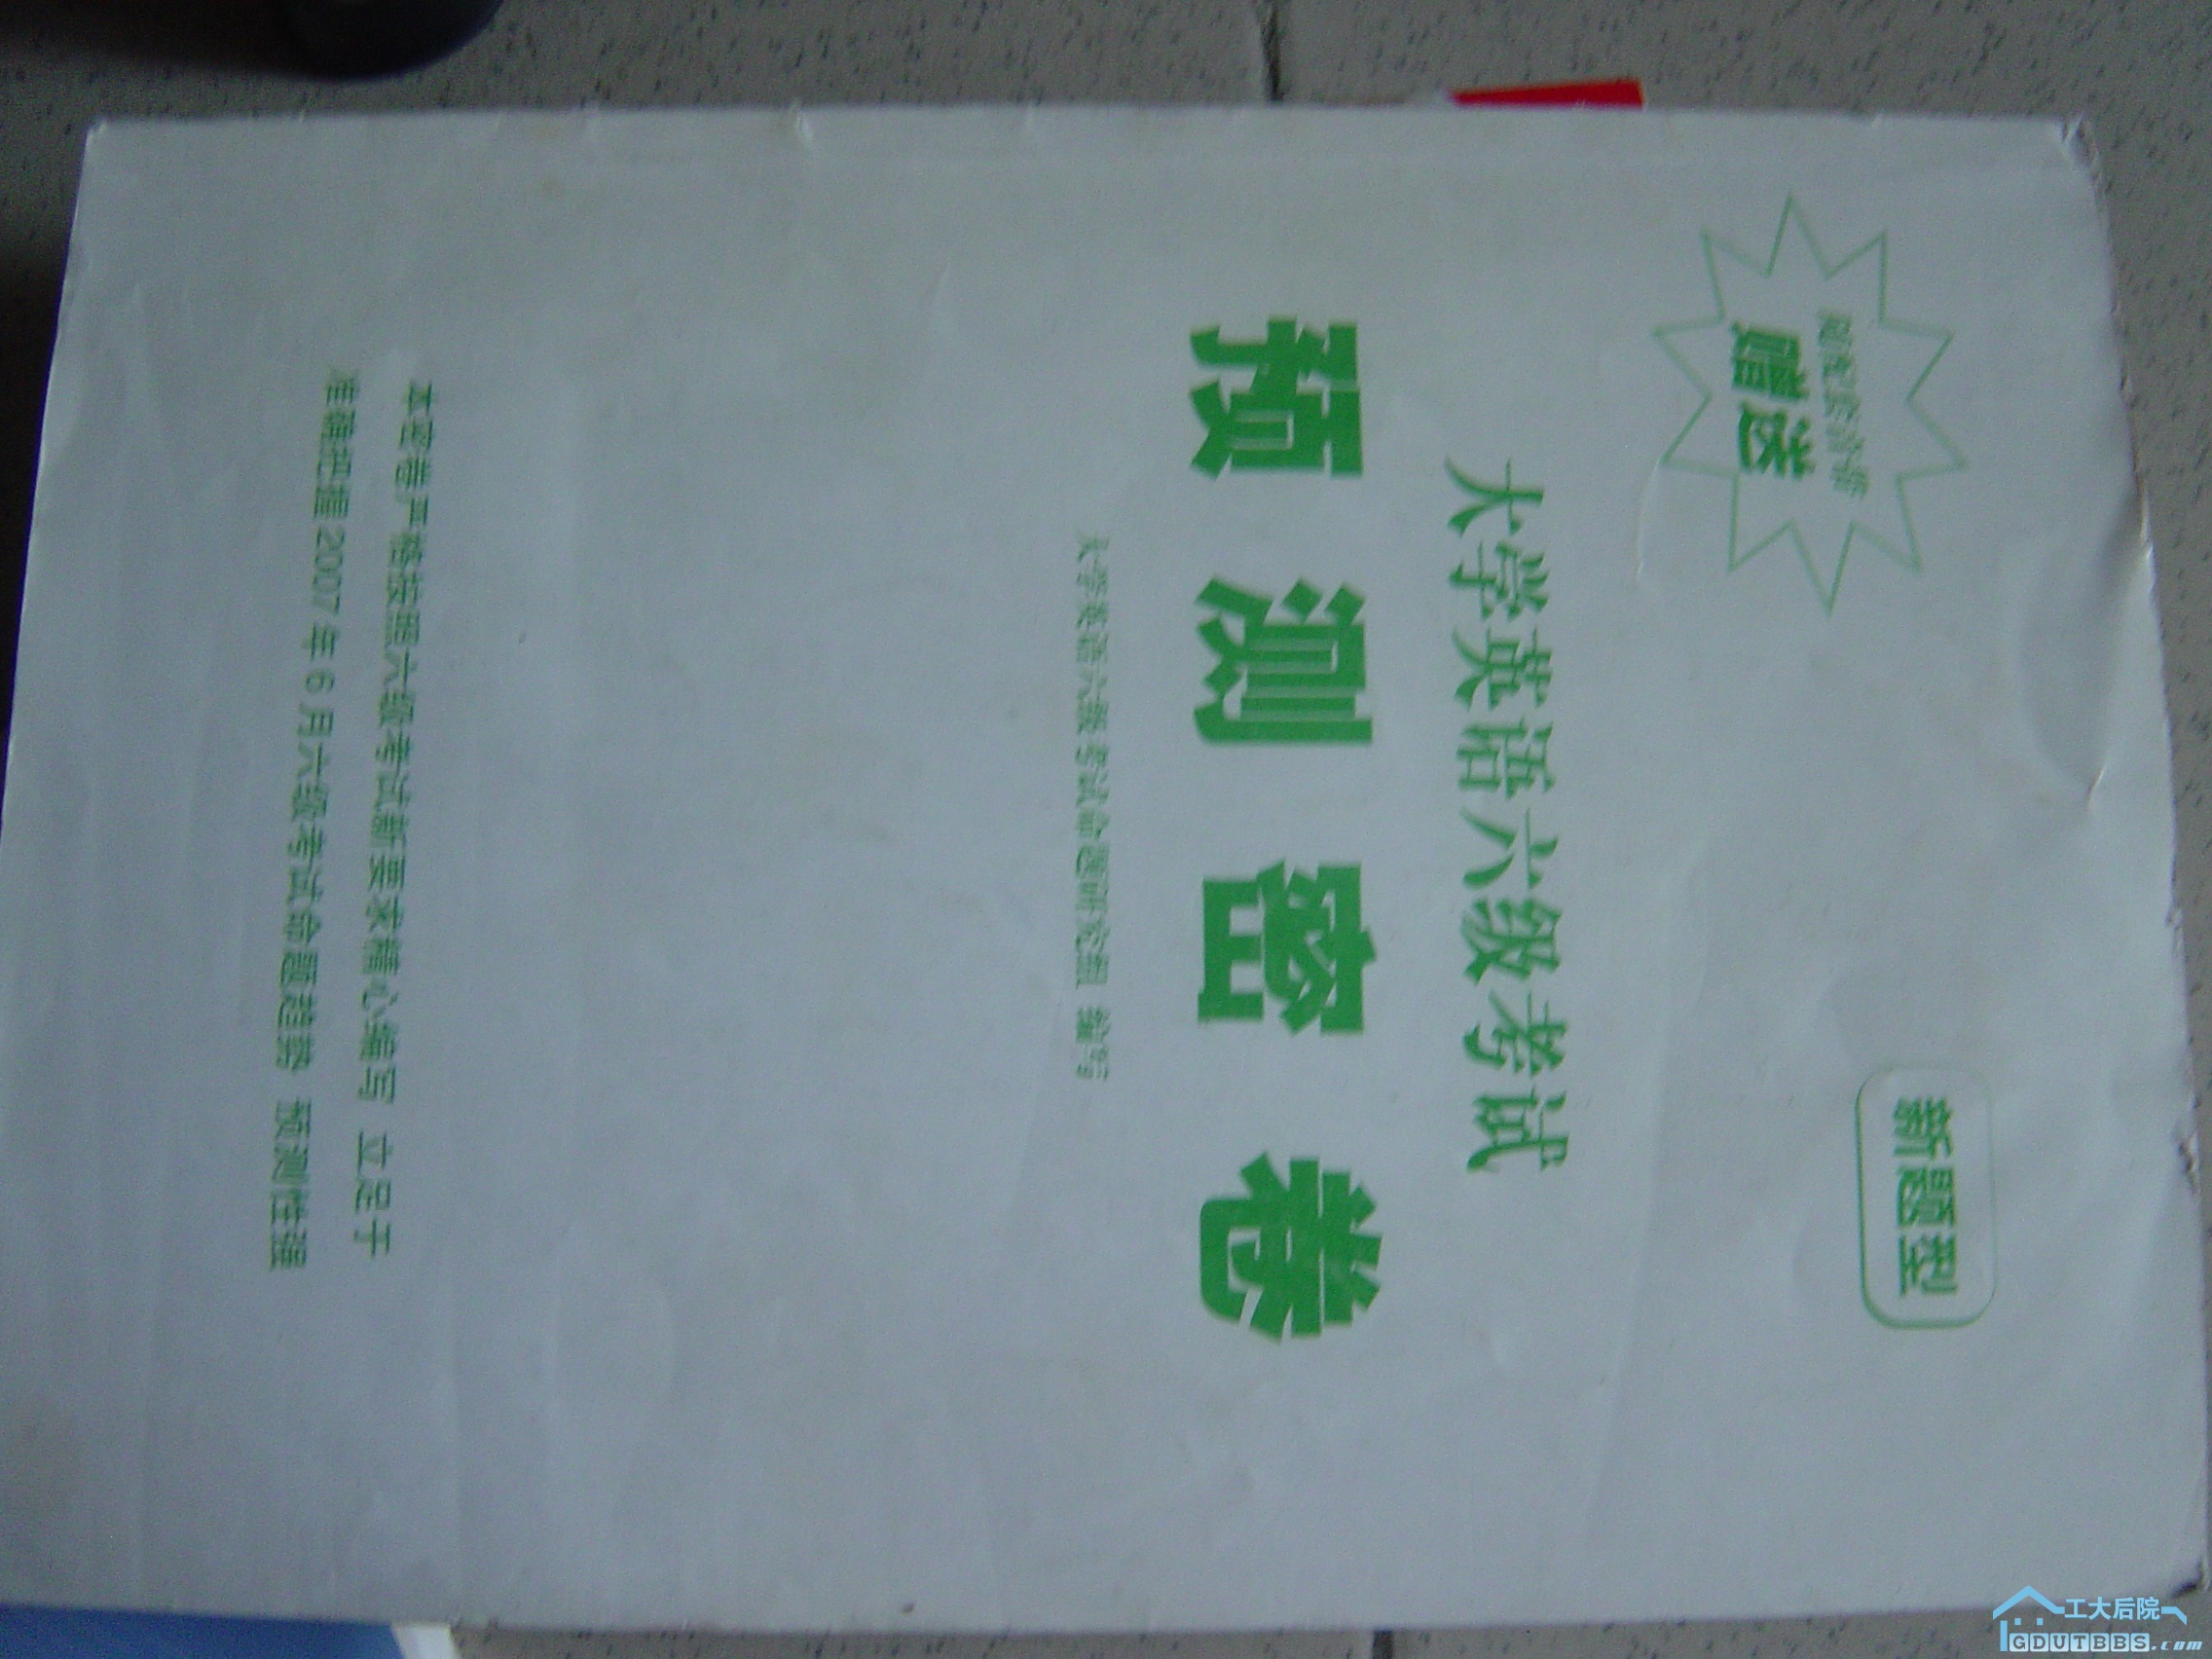 赠送
新题型
大学英语六级考试
预测密卷
大学英语六级考试命题研究组 编写
本密卷严格按照六级考试新要求精心编写 立足于
准确把握2007年6月六级考试命题趋势 预测性强
工大后院
GDUTBBS.com